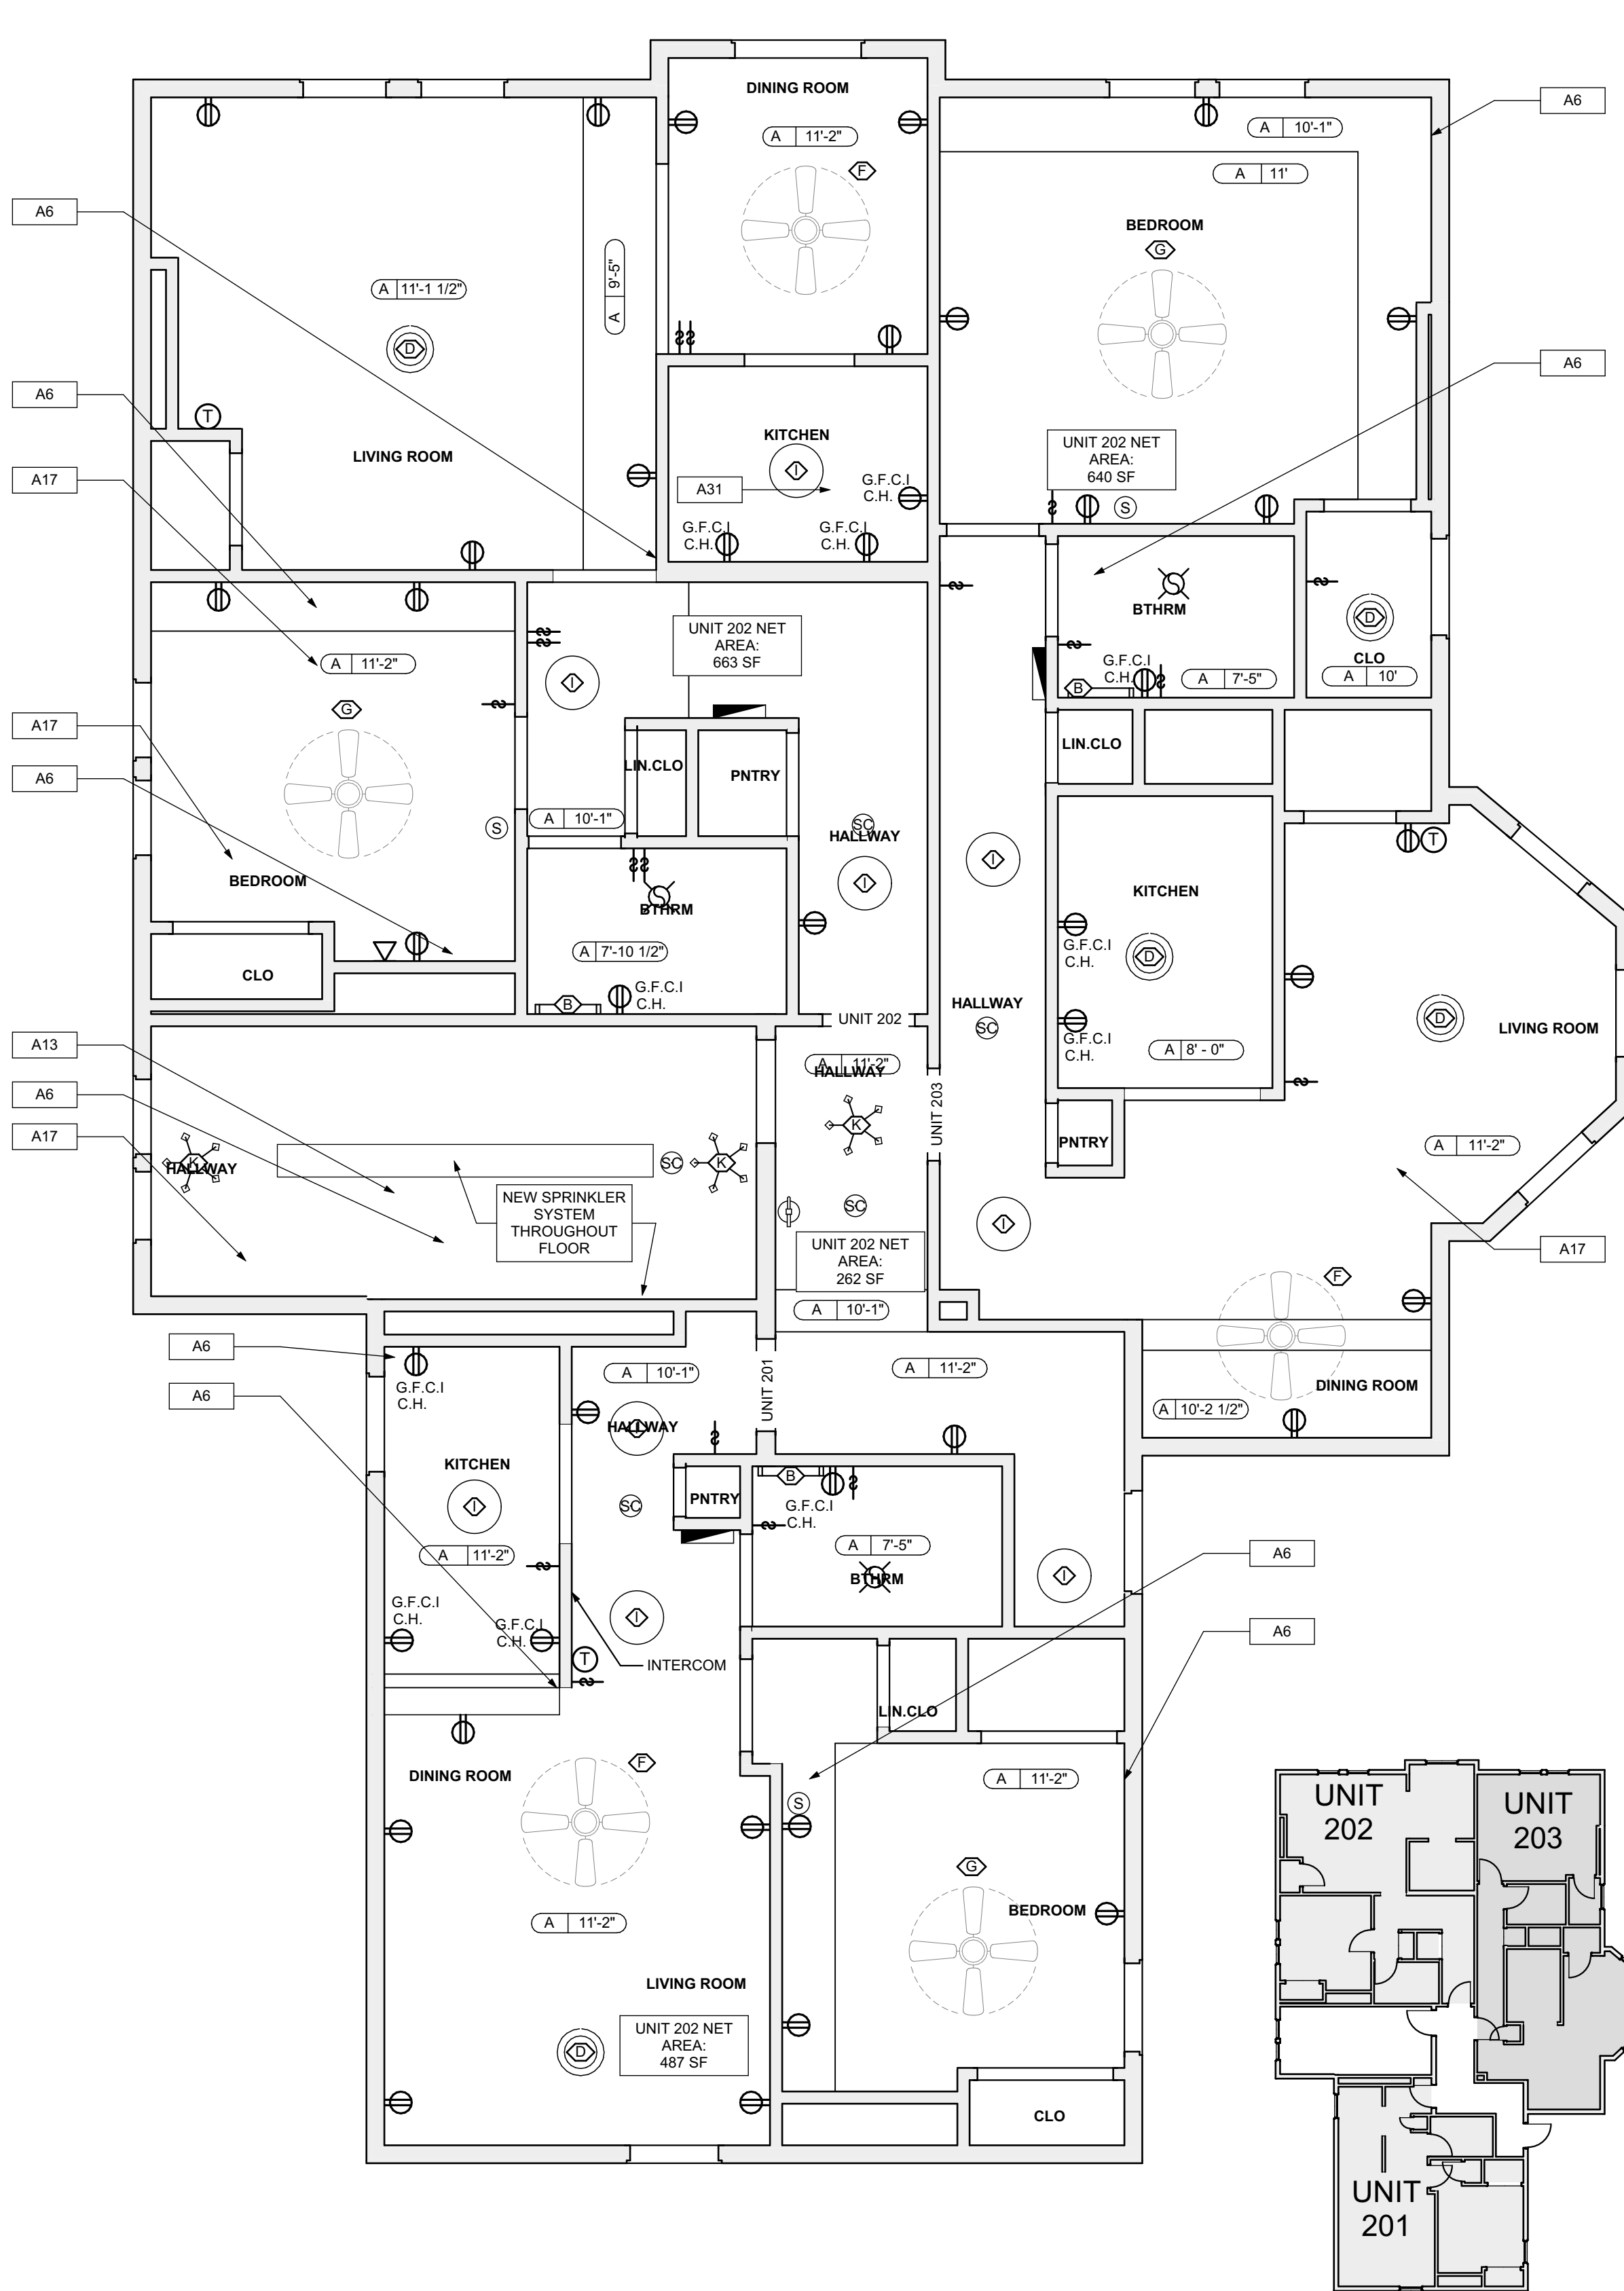 DINING ROOM
A 11'-2"
F
A 10'-1"
A6
A 11'
A6
BEDROOM
G
A 11'-1 1/2"
A 9'-5"
D
A6
A6
T
LIVING ROOM
KITCHEN
I
A31
G.F.C.I
C.H.
G.F.C.I
C.H.
G.F.C.I
C.H.
UNIT 202 NET
AREA:
640 SF
S
A17
BTHRM
G.F.C.I
C.H.
B
A 7'-5"
D
CLO
A 10'
UNIT 202 NET
AREA:
663 SF
A 11'-2"
G
I
A17
A6
LIN.CLO
PNTRY
LIN.CLO
S
A 10'-1"
SC
HALLWAY
I
I
T
BEDROOM
BTHRM
KITCHEN
A 7'-10 1/2"
G.F.C.I
C.H.
D
CLO
G.F.C.I
C.H.
B
HALLWAY
SC
UNIT 202
D
LIVING ROOM
A13
G.F.C.I
C.H.
A 8' - 0"
A 11'-2"
HALLWAY
A6
UNIT 203
A17
K
PNTRY
A 11'-2"
K
HALLWAY
SC
K
NEW SPRINKLER
SYSTEM
THROUGHOUT
FLOOR
SC
I
UNIT 202 NET
AREA:
262 SF
A17
F
A 10'-1"
A6
A 10'-1"
A 11'-2"
UNIT 201
DINING ROOM
A6
G.F.C.I
C.H.
A 10'-2 1/2"
HALLWAY
I
KITCHEN
I
PNTRY
SC
B
G.F.C.I
C.H.
A 11'-2"
A 7'-5"
BTHRM
I
A6
G.F.C.I
C.H.
G.F.C.I
C.H.
I
A6
T
INTERCOM
LIN.CLO
DINING ROOM
F
A 11'-2"
S
G
BEDROOM
A 11'-2"
LIVING ROOM
UNIT 202 NET
AREA:
487 SF
D
CLO
UNIT
202
UNIT
203
UNIT
201